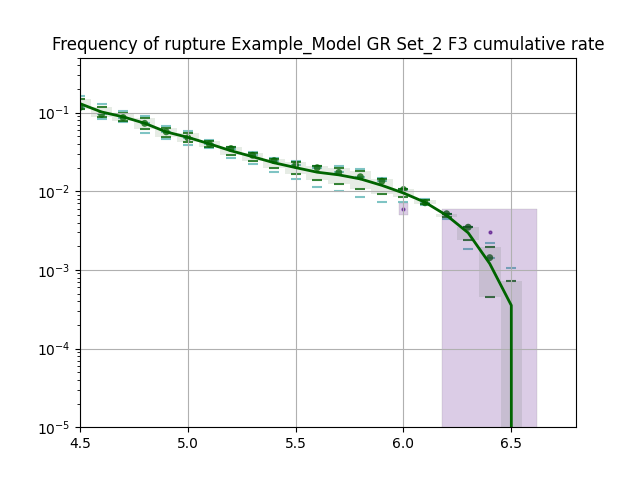 Frequency of rupture Example_Model GR Set_2 F3 cumulative rate
10⁻¹
10⁻²
10⁻³
10⁻⁴
10⁻⁵
4.5 5.0 5.5 6.0 6.5